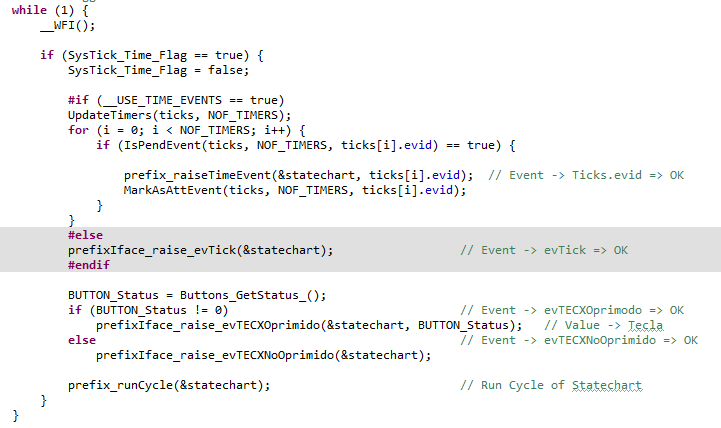 while (1) {
    __WFI();

    if (SysTick_Time_Flag == true) {
        SysTick_Time_Flag = false;

        #if (__USE_TIME_EVENTS == true)
        UpdateTimers(ticks, NOF_TIMERS);
        for (i = 0; i < NOF_TIMERS; i++) {
            if (IsPendEvent(ticks, NOF_TIMERS, ticks[i].evid) == true) {

                prefix_raiseTimeEvent(&statechart, ticks[i].evid);  // Event -> Ticks.evid => OK
                MarkAsAttEvent(ticks, NOF_TIMERS, ticks[i].evid);
            }
        }
        #else
        prefixIface_raise_evTick(&statechart);                  // Event -> evTick => OK
        #endif

        BUTTON_Status = Buttons_GetStatus_();
        if (BUTTON_Status != 0)                                 // Event -> evTECXOprimodo => OK
            prefixIface_raise_evTECXOprimido(&statechart, BUTTON_Status);   // Value -> Tecla
        else                                                    // Event -> evTECXNoOprimido => OK
            prefixIface_raise_evTECXNoOprimido(&statechart);

        prefix_runCycle(&statechart);                           // Run Cycle of Statechart
    }
}